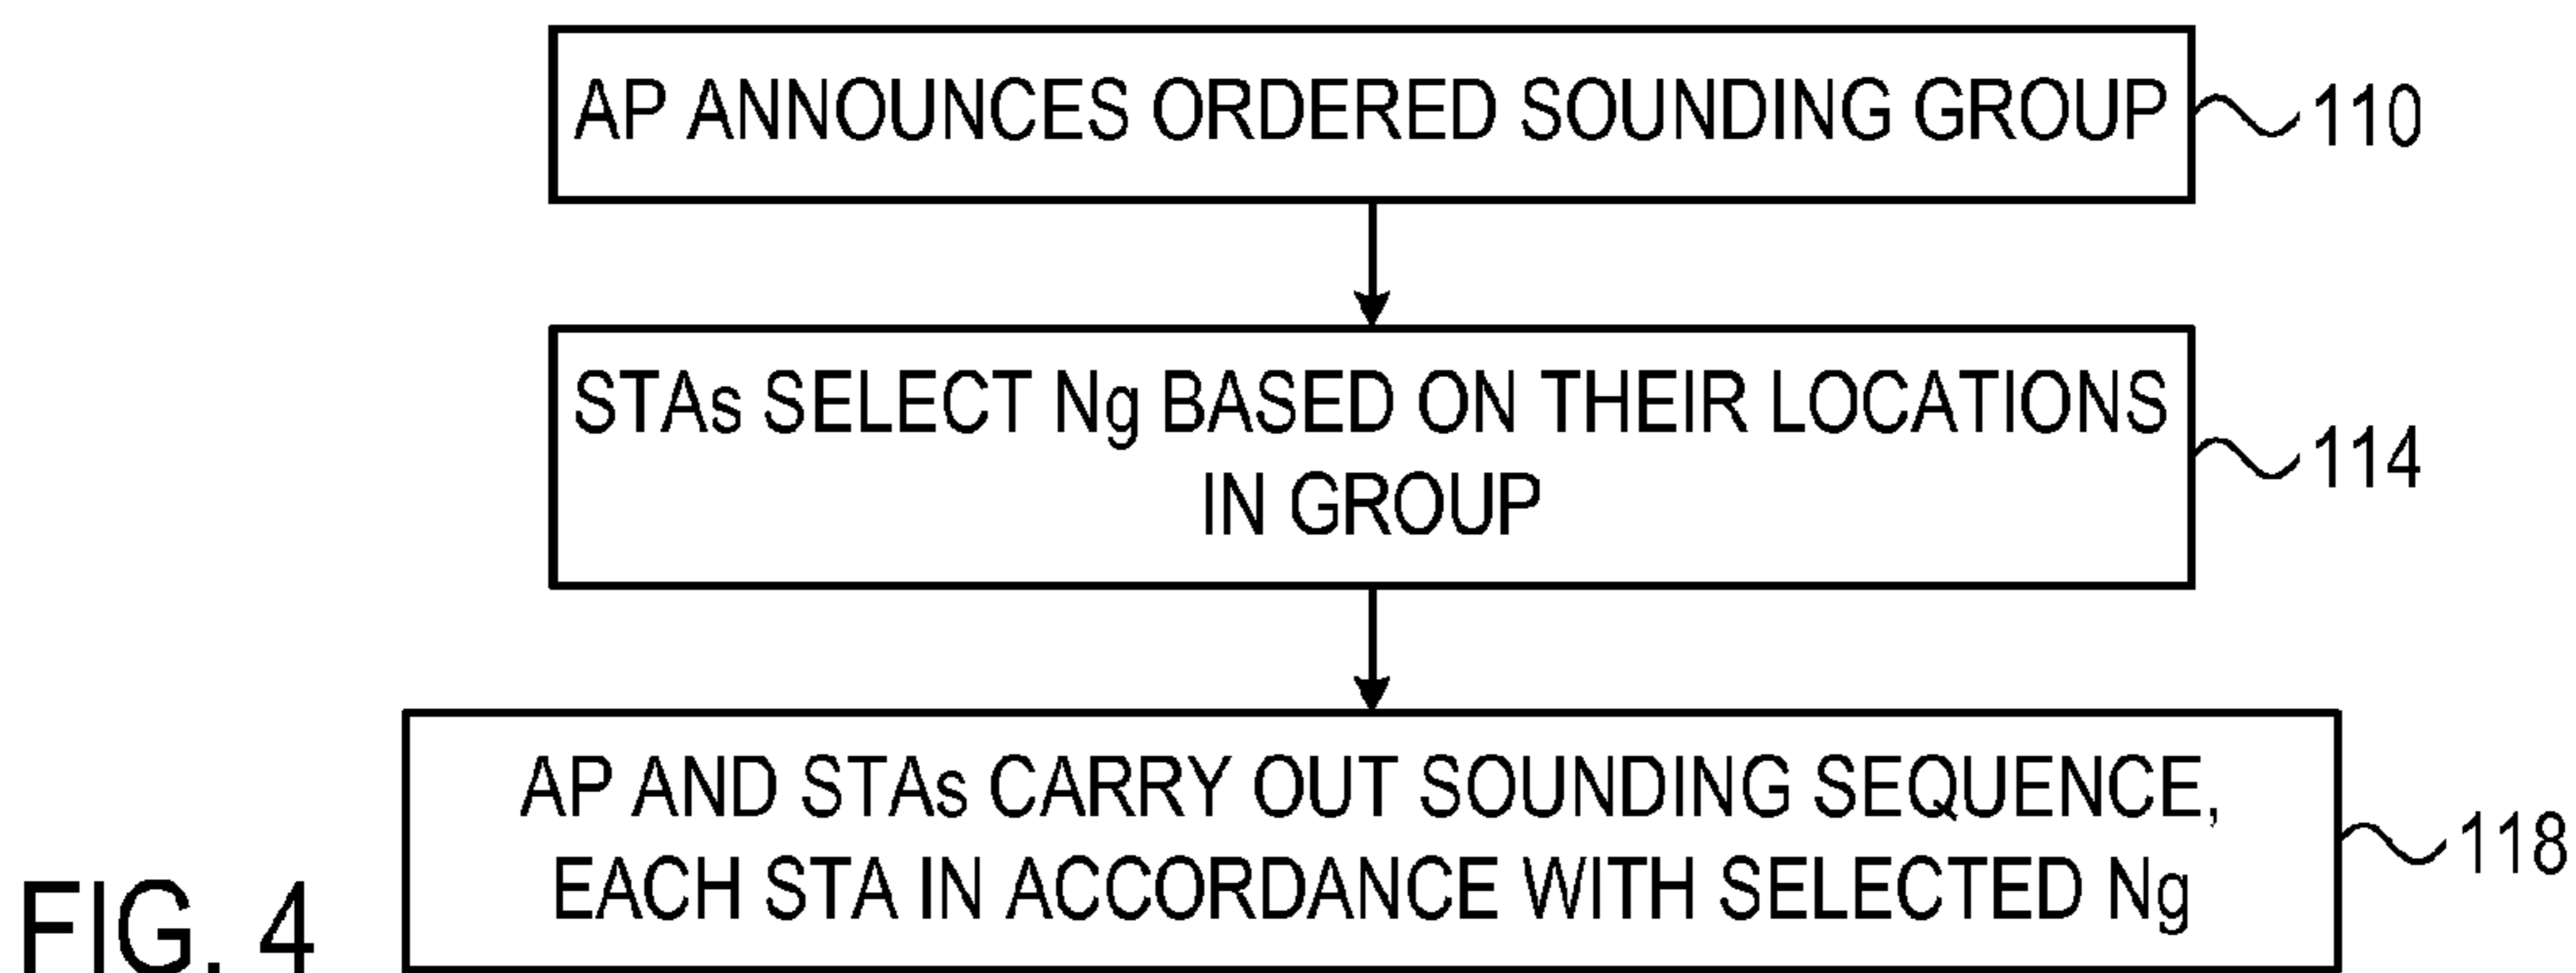 AP ANNOUNCES ORDERED SOUNDING GROUP
110
STAs SELECT Ng BASED ON THEIR LOCATIONS
IN GROUP
114
AP AND STAs CARRY OUT SOUNDING SEQUENCE,
EACH STA IN ACCORDANCE WITH SELECTED Ng
118
FIG. 4